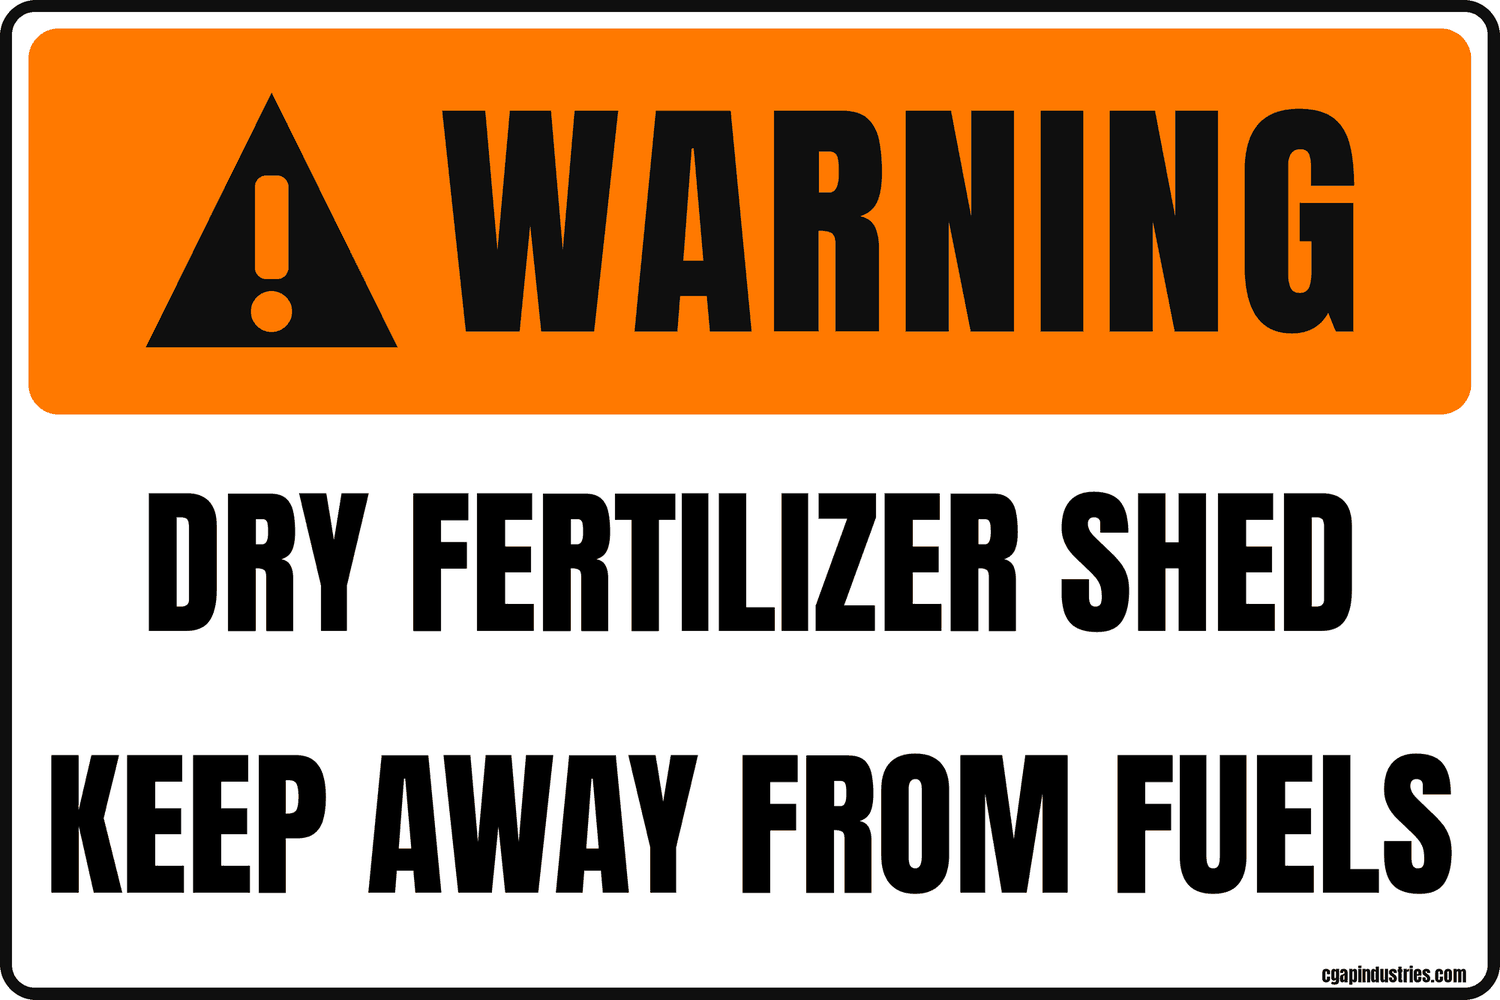 WARNING
DRY FERTILIZER SHED
KEEP AWAY FROM FUELS
cgapindustries.com